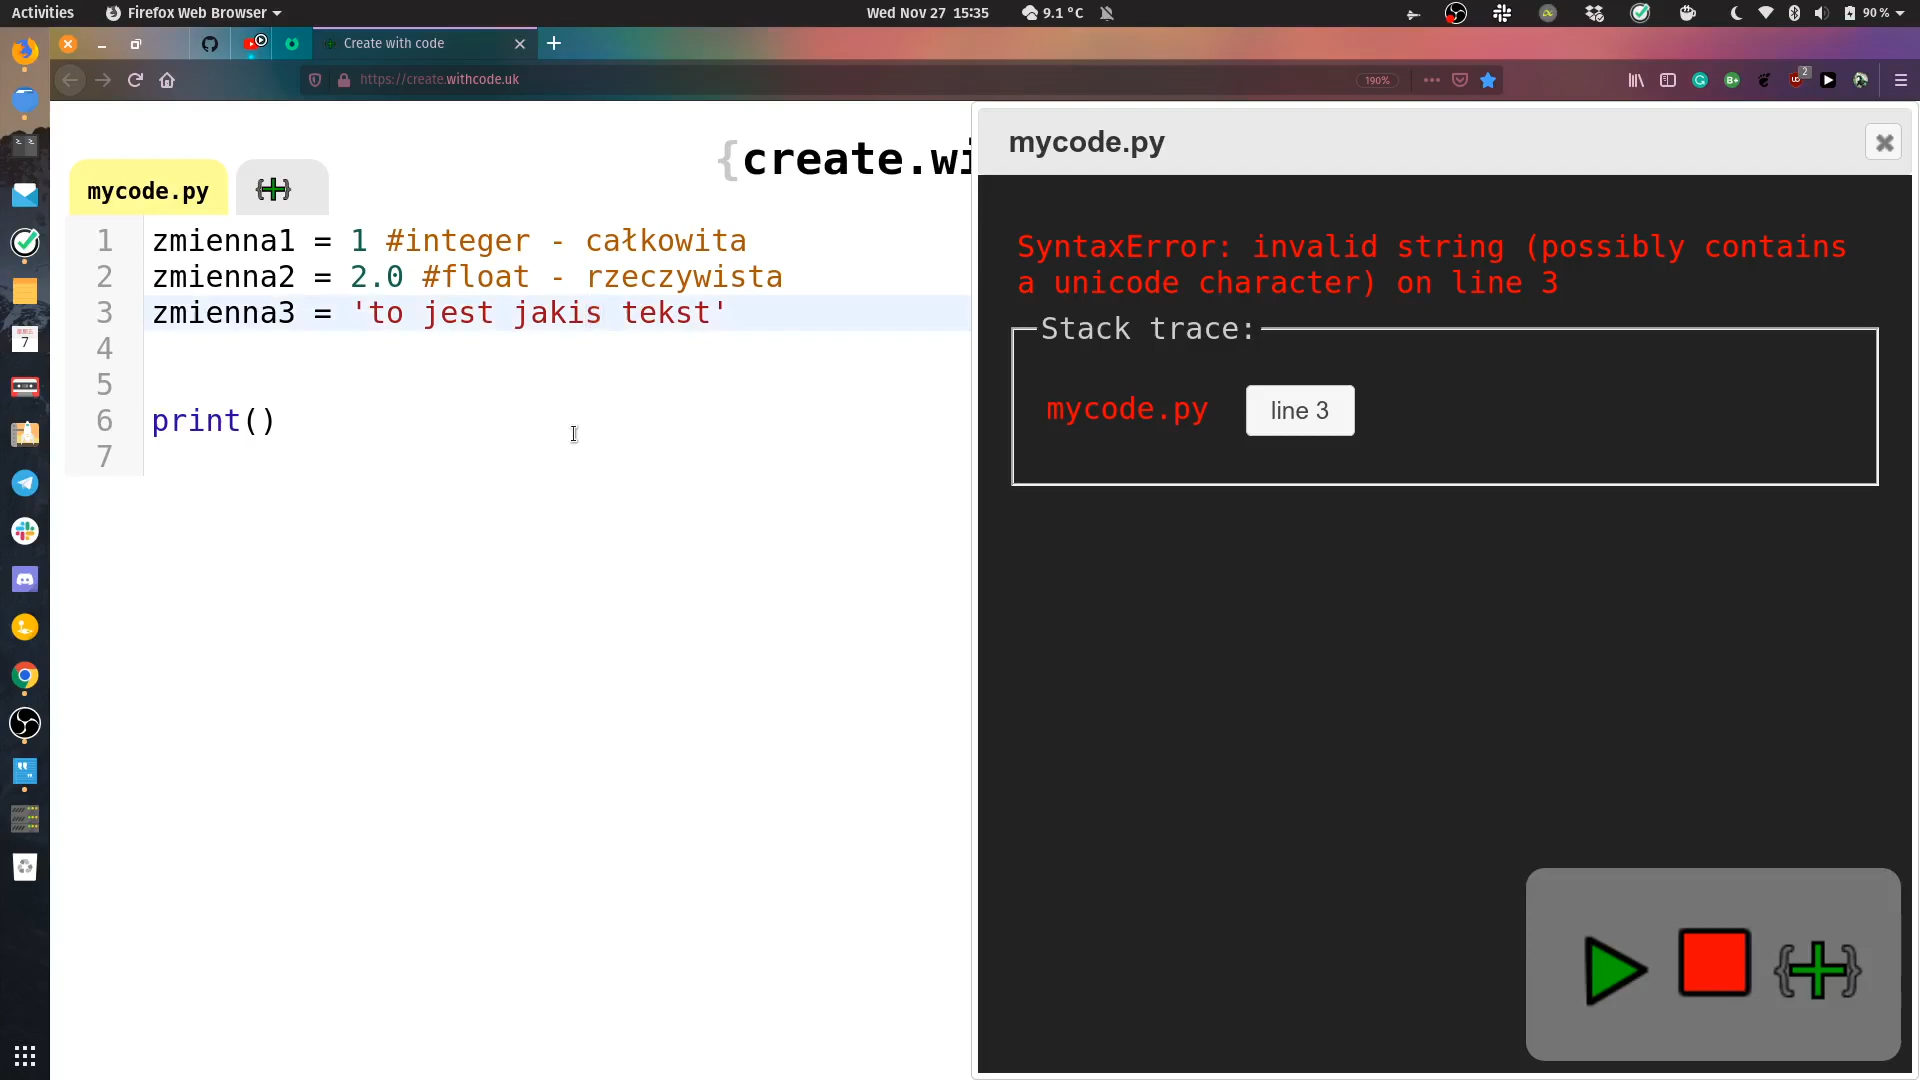 Activities
Firefox Web Browser
Wed Nov 27 15:35
9.1 °C
90 %
Create with code
https://create.withcode.uk
190%
2
{create.wi
mycode.py
1 zmienna1 = 1 #integer - całkowita
2 zmienna2 = 2.0 #float - rzeczywista
3 zmienna3 = 'to jest jakis tekst'
4
5
6 print()
7
mycode.py
SyntaxError: invalid string (possibly contains
a unicode character) on line 3
Stack trace:
mycode.py line 3
7